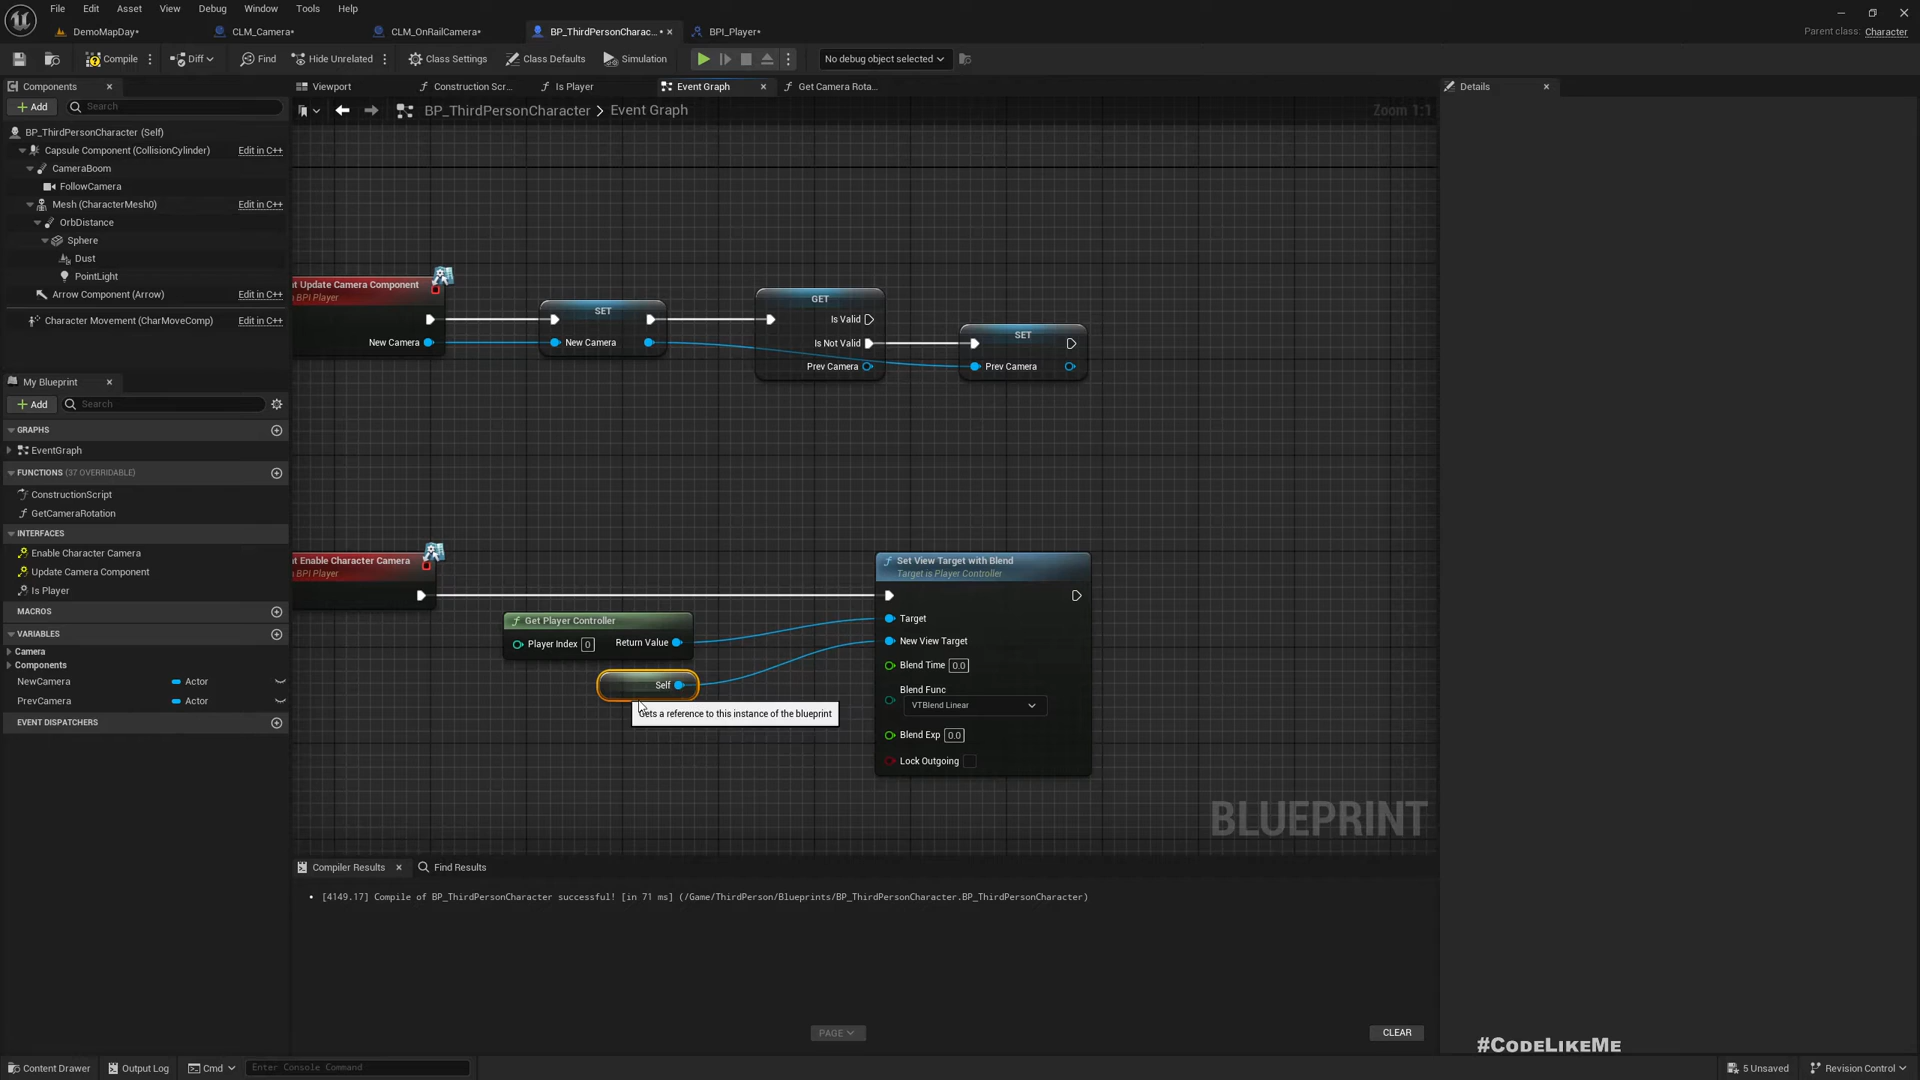 File Edit Asset View Debug Window Tools Help
DemoMapDay• CLM_Camera• CLM_OnRailCamera• BP_ThirdPersonCharac...• BPI_Player•
Parent class: Character
Compile Diff Find Hide Unrelated Class Settings Class Defaults Simulation No debug object selected
Components
Viewport Construction Scr... Is Player Event Graph Get Camera Rota...
Details
Add Search
BP_ThirdPersonCharacter > Event Graph
Zoom 1:1
BP_ThirdPersonCharacter (Self)
Capsule Component (CollisionCylinder) Edit in C++
CameraBoom
FollowCamera
Mesh (CharacterMesh0) Edit in C++
OrbDistance
Sphere
Dust
PointLight
Arrow Component (Arrow) Edit in C++
Character Movement (CharMoveComp) Edit in C++
My Blueprint
Add Search
GRAPHS
EventGraph
FUNCTIONS (37 OVERRIDABLE)
ConstructionScript
GetCameraRotation
INTERFACES
Enable Character Camera
Update Camera Component
Is Player
MACROS
VARIABLES
Camera
Components
NewCamera Actor
PrevCamera Actor
EVENT DISPATCHERS
nt Update Camera Component
BPI Player
New Camera
SET
New Camera
GET
Is Valid
Is Not Valid
Prev Camera
SET
Prev Camera
nt Enable Character Camera
BPI Player
Get Player Controller
Player Index 0 Return Value
Self
Gets a reference to this instance of the blueprint
Set View Target with Blend
Target is Player Controller
Target
New View Target
Blend Time 0.0
Blend Func
VTBlend Linear
Blend Exp 0.0
Lock Outgoing
BLUEPRINT
Compiler Results Find Results
[4149.17] Compile of BP_ThirdPersonCharacter successful! [in 71 ms] (/Game/ThirdPerson/Blueprints/BP_ThirdPersonCharacter.BP_ThirdPersonCharacter)
PAGE
CLEAR
#CodeLikeMe
Content Drawer Output Log Cmd Enter Console Command
5 Unsaved Revision Control